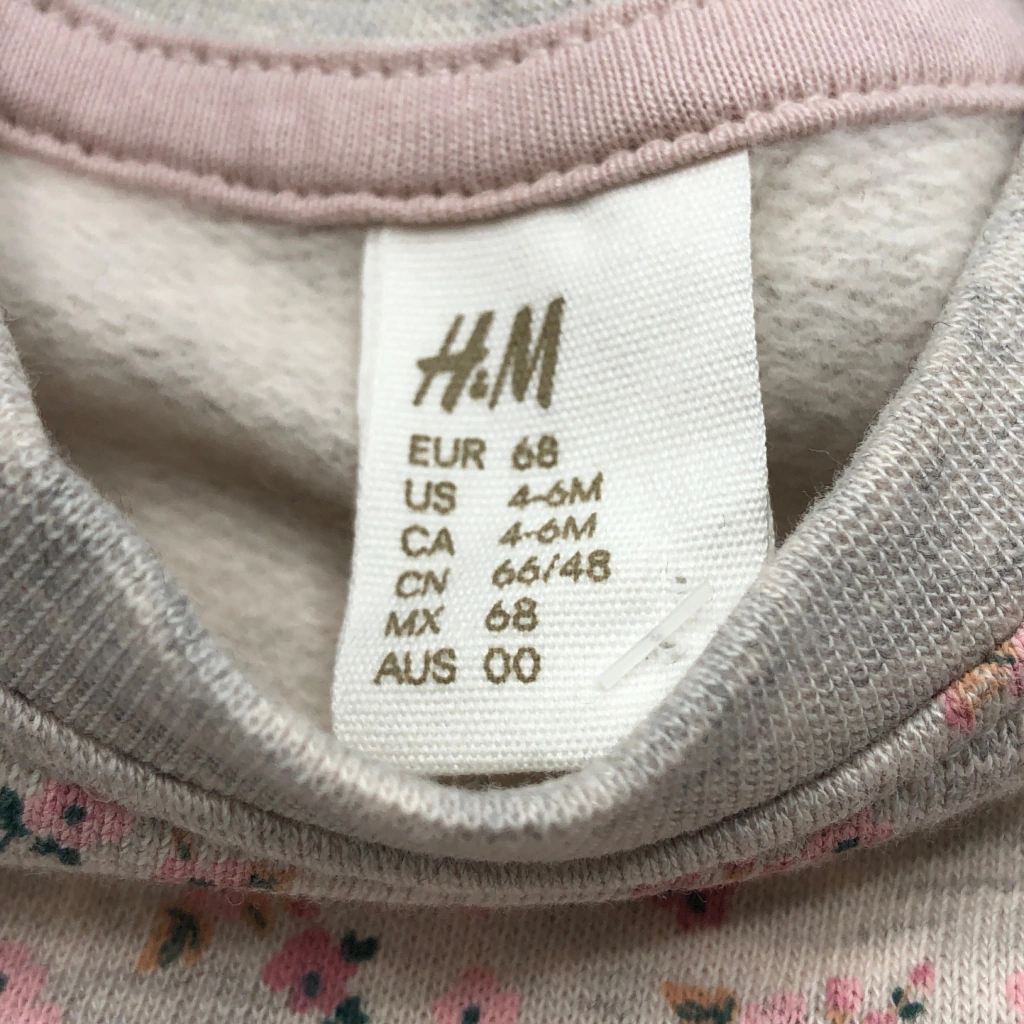 H&M
EUR 68
US 4-6M
CA 4-6M
CN 66/48
MX 68
AUS 00